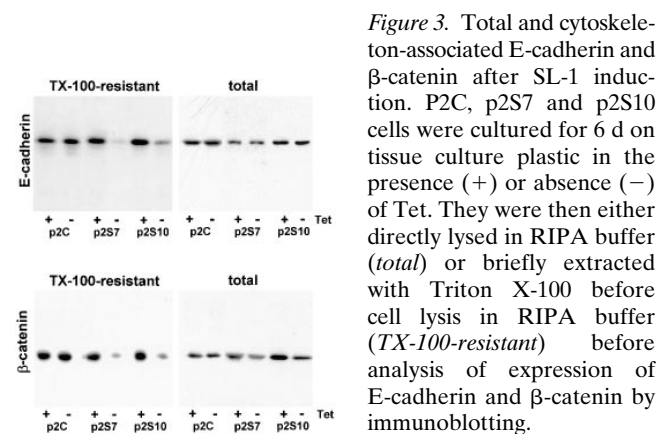 TX-100-resistant total
E-cadherin
+ - + - + - + - + - + - Tet
p2C p2S7 p2S10 p2C p2S7 p2S10
TX-100-resistant total
β-catenin
+ - + - + - + - + - + - Tet
p2C p2S7 p2S10 p2C p2S7 p2S10
Figure 3. Total and cytoskele-
ton-associated E-cadherin and
β-catenin after SL-1 induc-
tion. P2C, p2S7 and p2S10
cells were cultured for 6 d on
tissue culture plastic in the
presence (+) or absence (−)
of Tet. They were then either
directly lysed in RIPA buffer
(total) or briefly extracted
with Triton X-100 before
cell lysis in RIPA buffer
(TX-100-resistant) before
analysis of expression of
E-cadherin and β-catenin by
immunoblotting.